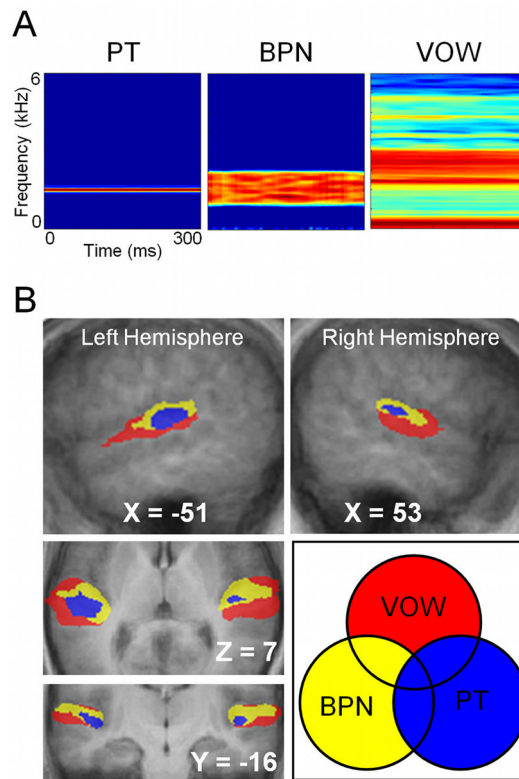 A
PT BPN VOW
6
Frequency (kHz)
0
0 300
Time (ms)
B
Left Hemisphere Right Hemisphere
X = -51 X = 53
Z = 7
Y = -16
VOW
BPN PT